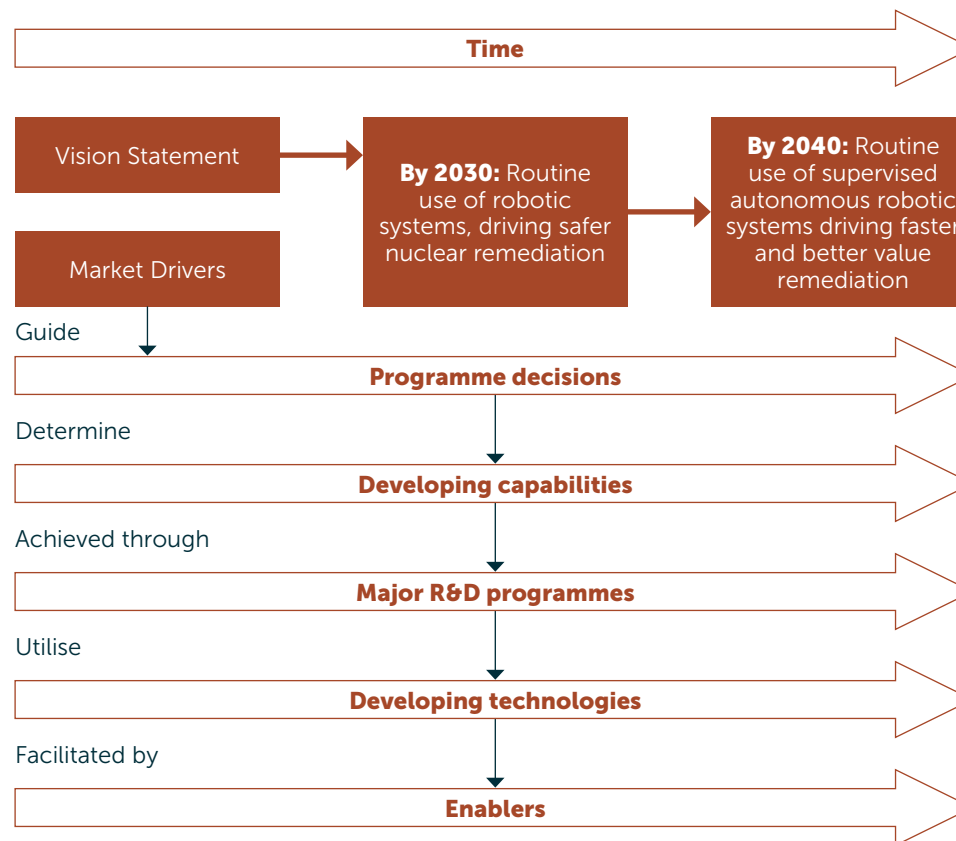 Time
Vision Statement
By 2030: Routine
use of robotic
systems, driving safer
nuclear remediation
By 2040: Routine
use of supervised
autonomous robotic
systems driving faster
and better value
remediation
Market Drivers
Guide
Programme decisions
Determine
Developing capabilities
Achieved through
Major R&D programmes
Utilise
Developing technologies
Facilitated by
Enablers